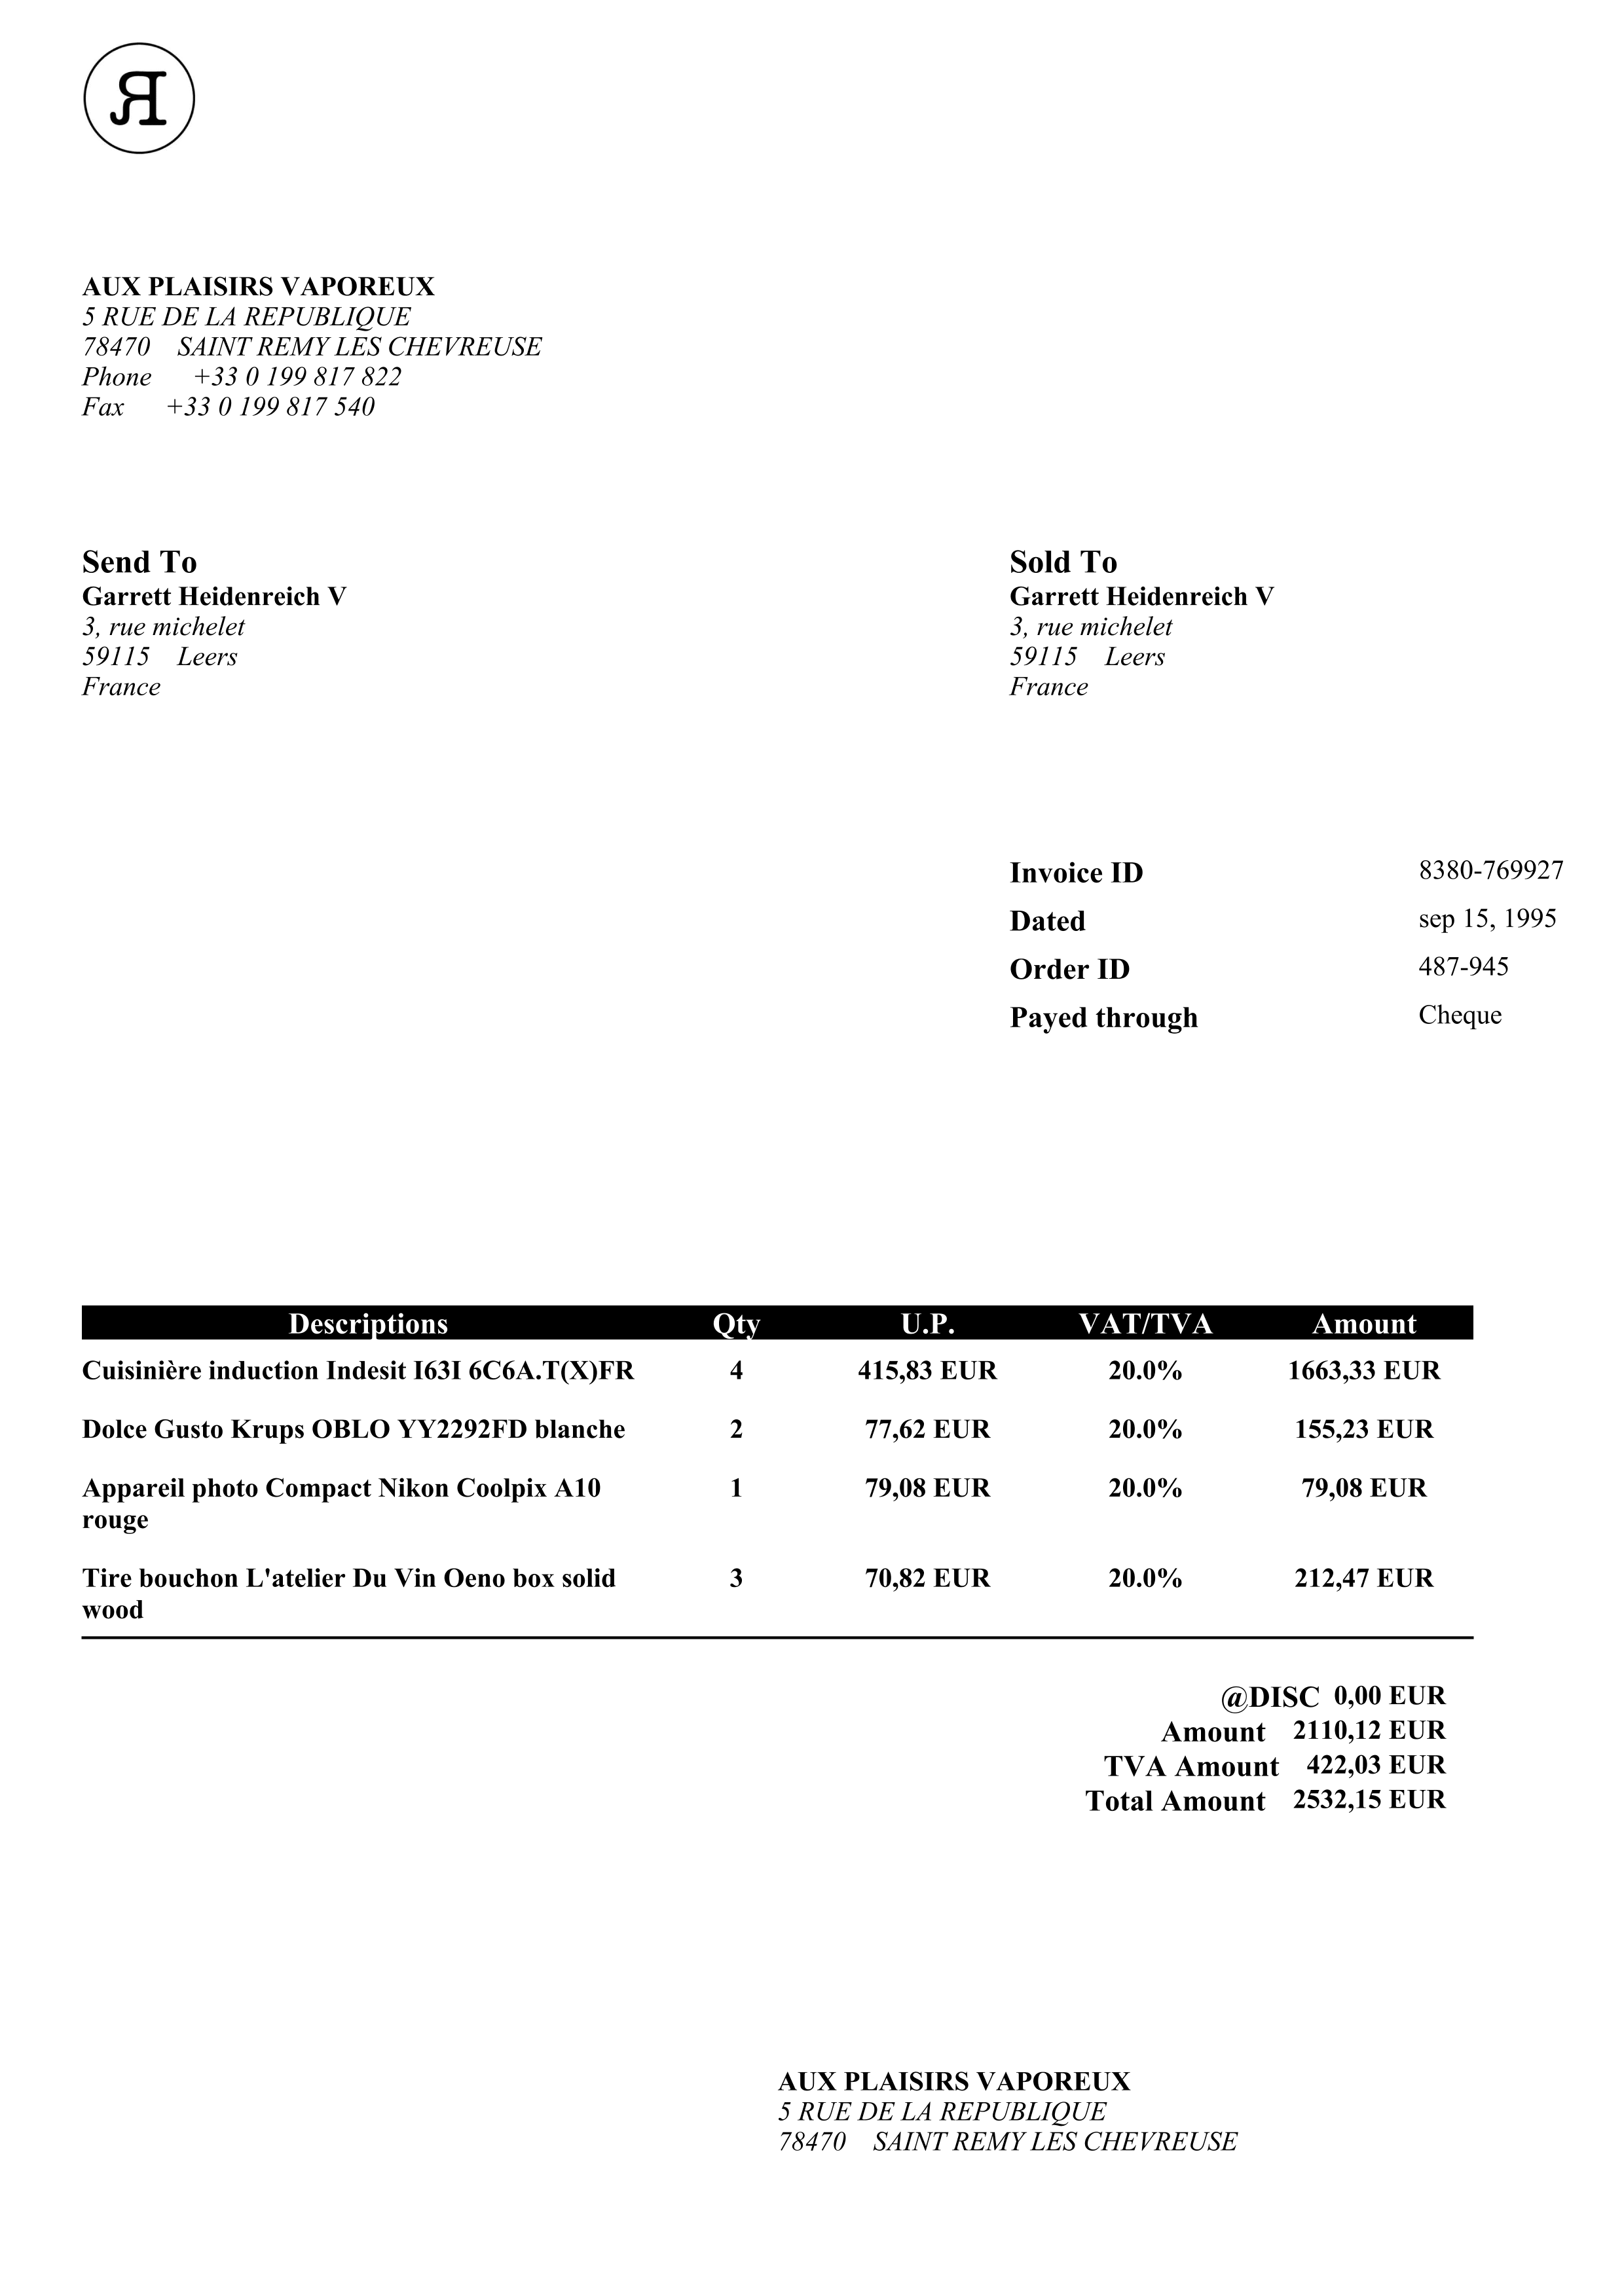 AUX PLAISIRS VAPOREUX
5 RUE DE LA REPUBLIQUE
78470 SAINT REMY LES CHEVREUSE
Phone +33 0 199 817 822
Fax +33 0 199 817 540
Send To
Garrett Heidenreich V
3, rue michelet
59115 Leers
France
Sold To
Garrett Heidenreich V
3, rue michelet
59115 Leers
France
Invoice ID 8380-769927
Dated sep 15, 1995
Order ID 487-945
Payed through Cheque
Descriptions Qty U.P. VAT/TVA Amount
Cuisinière induction Indesit I63I 6C6A.T(X)FR 4 415,83 EUR 20.0% 1663,33 EUR
Dolce Gusto Krups OBLO YY2292FD blanche 2 77,62 EUR 20.0% 155,23 EUR
Appareil photo Compact Nikon Coolpix A10 1 79,08 EUR 20.0% 79,08 EUR
rouge
Tire bouchon L'atelier Du Vin Oeno box solid 3 70,82 EUR 20.0% 212,47 EUR
wood
@DISC 0,00 EUR
Amount 2110,12 EUR
TVA Amount 422,03 EUR
Total Amount 2532,15 EUR
AUX PLAISIRS VAPOREUX
5 RUE DE LA REPUBLIQUE
78470 SAINT REMY LES CHEVREUSE